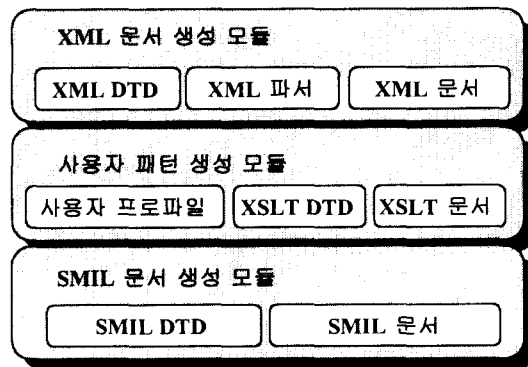 XML 문서 생성 모듈
XML DTD XML 파서 XML 문서
사용자 패턴 생성 모듈
사용자 프로파일 XSLT DTD XSLT 문서
SMIL 문서 생성 모듈
SMIL DTD SMIL 문서